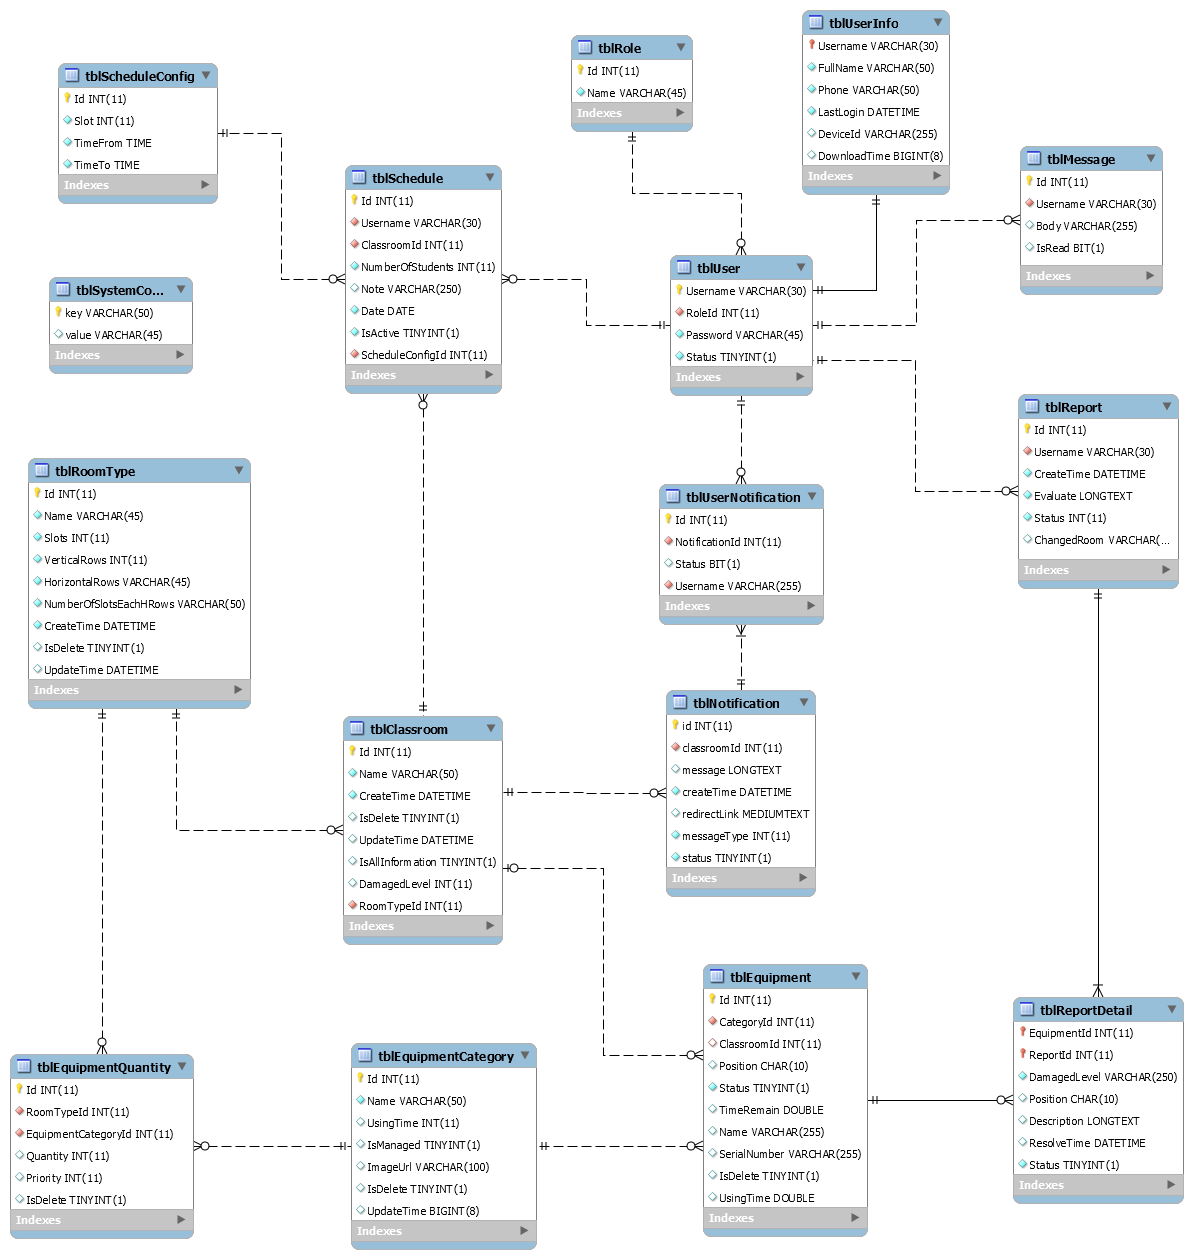 tblScheduleConfig
Id INT(11)
Slot INT(11)
TimeFrom TIME
TimeTo TIME
Indexes
tblSystemCo...
key VARCHAR(50)
value VARCHAR(45)
Indexes
tblSchedule
Id INT(11)
Username VARCHAR(30)
ClassroomId INT(11)
NumberOfStudents INT(11)
Note VARCHAR(250)
Date DATE
IsActive TINYINT(1)
ScheduleConfigId INT(11)
Indexes
tblRole
Id INT(11)
Name VARCHAR(45)
Indexes
tblUserInfo
Username VARCHAR(30)
FullName VARCHAR(50)
Phone VARCHAR(50)
LastLogin DATETIME
DeviceId VARCHAR(255)
DownloadTime BIGINT(8)
Indexes
tblMessage
Id INT(11)
Username VARCHAR(30)
Body VARCHAR(255)
IsRead BIT(1)
Indexes
tblUser
Username VARCHAR(30)
RoleId INT(11)
Password VARCHAR(45)
Status TINYINT(1)
Indexes
tblReport
Id INT(11)
Username VARCHAR(30)
CreateTime DATETIME
Evaluate LONGTEXT
Status INT(11)
ChangedRoom VARCHAR(...
Indexes
tblRoomType
Id INT(11)
Name VARCHAR(45)
Slots INT(11)
VerticalRows INT(11)
HorizontalRows VARCHAR(45)
NumberOfSlotsEachHRows VARCHAR(50)
CreateTime DATETIME
IsDelete TINYINT(1)
UpdateTime DATETIME
Indexes
tblUserNotification
Id INT(11)
NotificationId INT(11)
Status BIT(1)
Username VARCHAR(255)
Indexes
tblClassroom
Id INT(11)
Name VARCHAR(50)
CreateTime DATETIME
IsDelete TINYINT(1)
UpdateTime DATETIME
IsAllInformation TINYINT(1)
DamagedLevel INT(11)
RoomTypeId INT(11)
Indexes
tblNotification
id INT(11)
classroomId INT(11)
message LONGTEXT
createTime DATETIME
redirectLink MEDIUMTEXT
messageType INT(11)
status TINYINT(1)
Indexes
tblEquipmentQuantity
Id INT(11)
RoomTypeId INT(11)
EquipmentCategoryId INT(11)
Quantity INT(11)
Priority INT(11)
IsDelete TINYINT(1)
Indexes
tblEquipmentCategory
Id INT(11)
Name VARCHAR(50)
UsingTime INT(11)
IsManaged TINYINT(1)
ImageUrl VARCHAR(100)
IsDelete TINYINT(1)
UpdateTime BIGINT(8)
Indexes
tblEquipment
Id INT(11)
CategoryId INT(11)
ClassroomId INT(11)
Position CHAR(10)
Status TINYINT(1)
TimeRemain DOUBLE
Name VARCHAR(255)
SerialNumber VARCHAR(255)
IsDelete TINYINT(1)
UsingTime DOUBLE
Indexes
tblReportDetail
EquipmentId INT(11)
ReportId INT(11)
DamagedLevel VARCHAR(250)
Position CHAR(10)
Description LONGTEXT
ResolveTime DATETIME
Status TINYINT(1)
Indexes